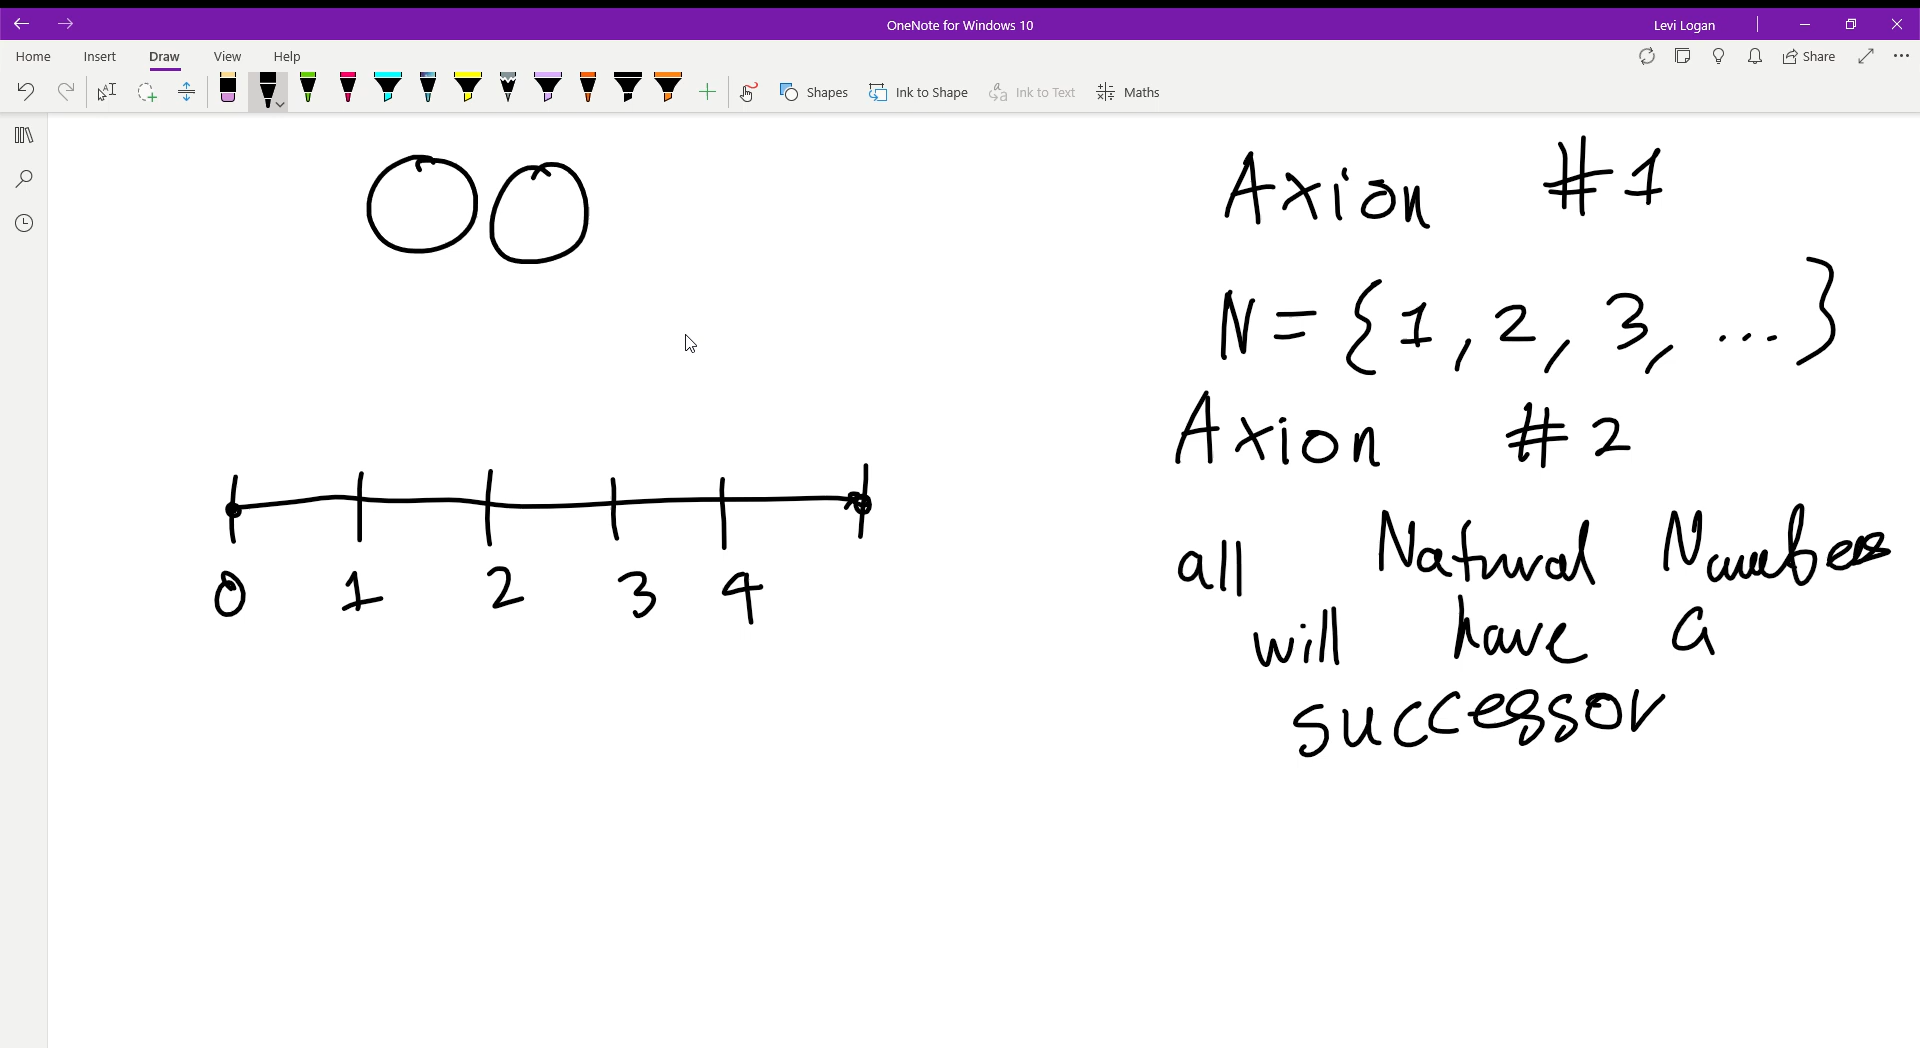 OneNote for Windows 10
Levi Logan
Home Insert Draw View Help
Share
Shapes Ink to Shape Ink to Text Maths
Axion #1
N = {1, 2, 3, ...}
Axion #2
all Natural Numbers
will have a
successor
0 1 2 3 4